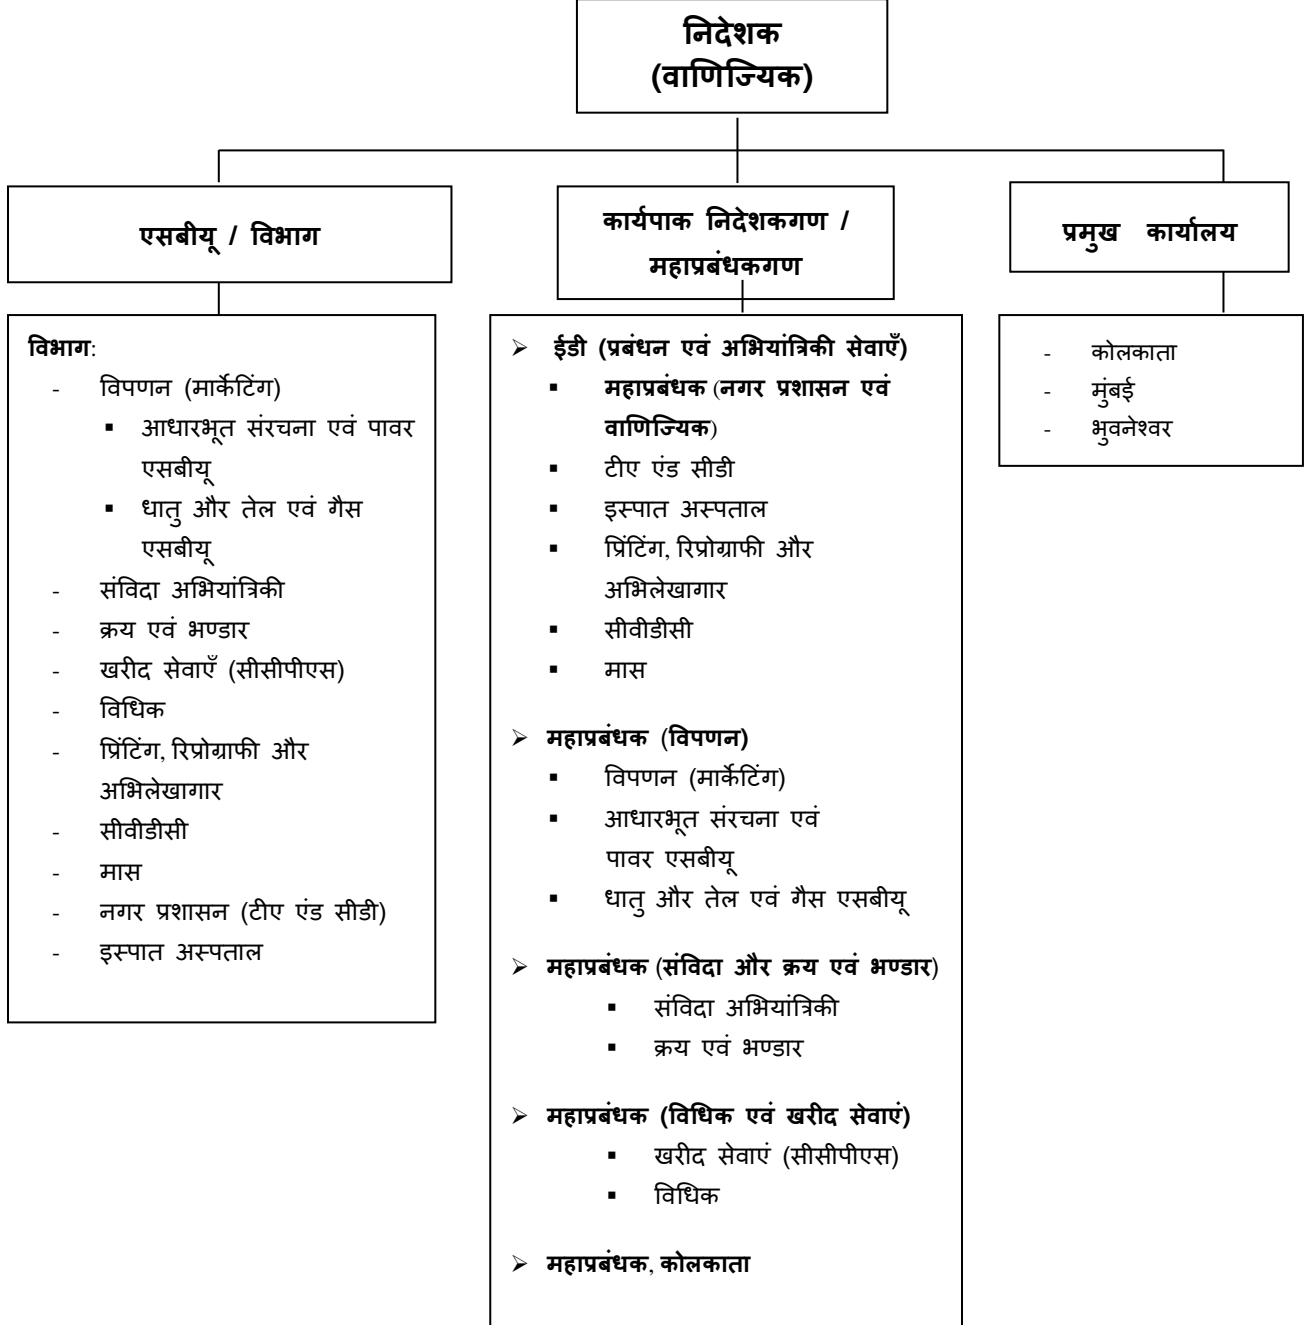 निदेशक
(वाणिज्यिक)
एसबीयू / विभाग
विभाग:
- विपणन (मार्केटिंग)
▪ आधारभूत संरचना एवं पावर
एसबीयू
▪ धातु और तेल एवं गैस
एसबीयू
- संविदा अभियांत्रिकी
- क्रय एवं भण्डार
- खरीद सेवाएँ (सीसीपीएस)
- विधिक
- प्रिंटिंग, रिप्रोग्राफी और
अभिलेखागार
- सीवीडीसी
- मास
- नगर प्रशासन (टीए एंड सीडी)
- इस्पात अस्पताल
कार्यपाक निदेशकगण /
महाप्रबंधकगण
➢ ईडी (प्रबंधन एवं अभियांत्रिकी सेवाएँ)
▪ महाप्रबंधक (नगर प्रशासन एवं
वाणिज्यिक)
▪ टीए एंड सीडी
▪ इस्पात अस्पताल
▪ प्रिंटिंग, रिप्रोग्राफी और
अभिलेखागार
▪ सीवीडीसी
▪ मास
➢ महाप्रबंधक (विपणन)
▪ विपणन (मार्केटिंग)
▪ आधारभूत संरचना एवं
पावर एसबीयू
▪ धातु और तेल एवं गैस एसबीयू
➢ महाप्रबंधक (संविदा और क्रय एवं भण्डार)
▪ संविदा अभियांत्रिकी
▪ क्रय एवं भण्डार
➢ महाप्रबंधक (विधिक एवं खरीद सेवाएं)
▪ खरीद सेवाएं (सीसीपीएस)
▪ विधिक
➢ महाप्रबंधक, कोलकाता
प्रमुख कार्यालय
- कोलकाता
- मुंबई
- भुवनेश्वर